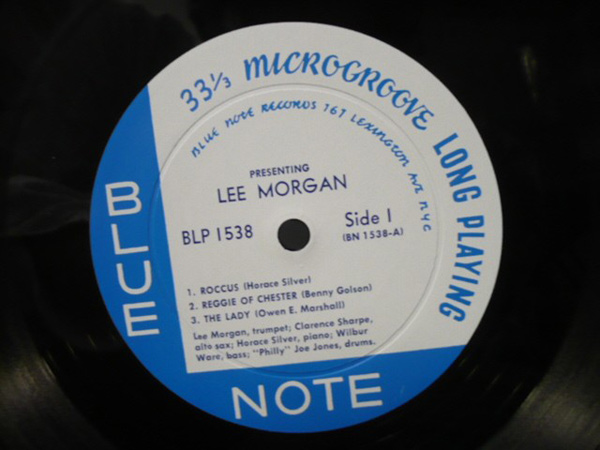 33⅓ MICROGROOVE LONG PLAYING
BLUE NOTE RECORDS 767 LEXINGTON AVE NYC
PRESENTING
LEE MORGAN
BLP 1538
Side 1
(BN 1538-A)
1. ROCCUS (Horace Silver)
2. REGGIE OF CHESTER (Benny Golson)
3. THE LADY (Owen E. Marshall)
Lee Morgan, trumpet; Clarence Sharpe,
alto sax; Horace Silver, piano; Wilbur
Ware, bass; "Philly" Joe Jones, drums.
BLUE
NOTE